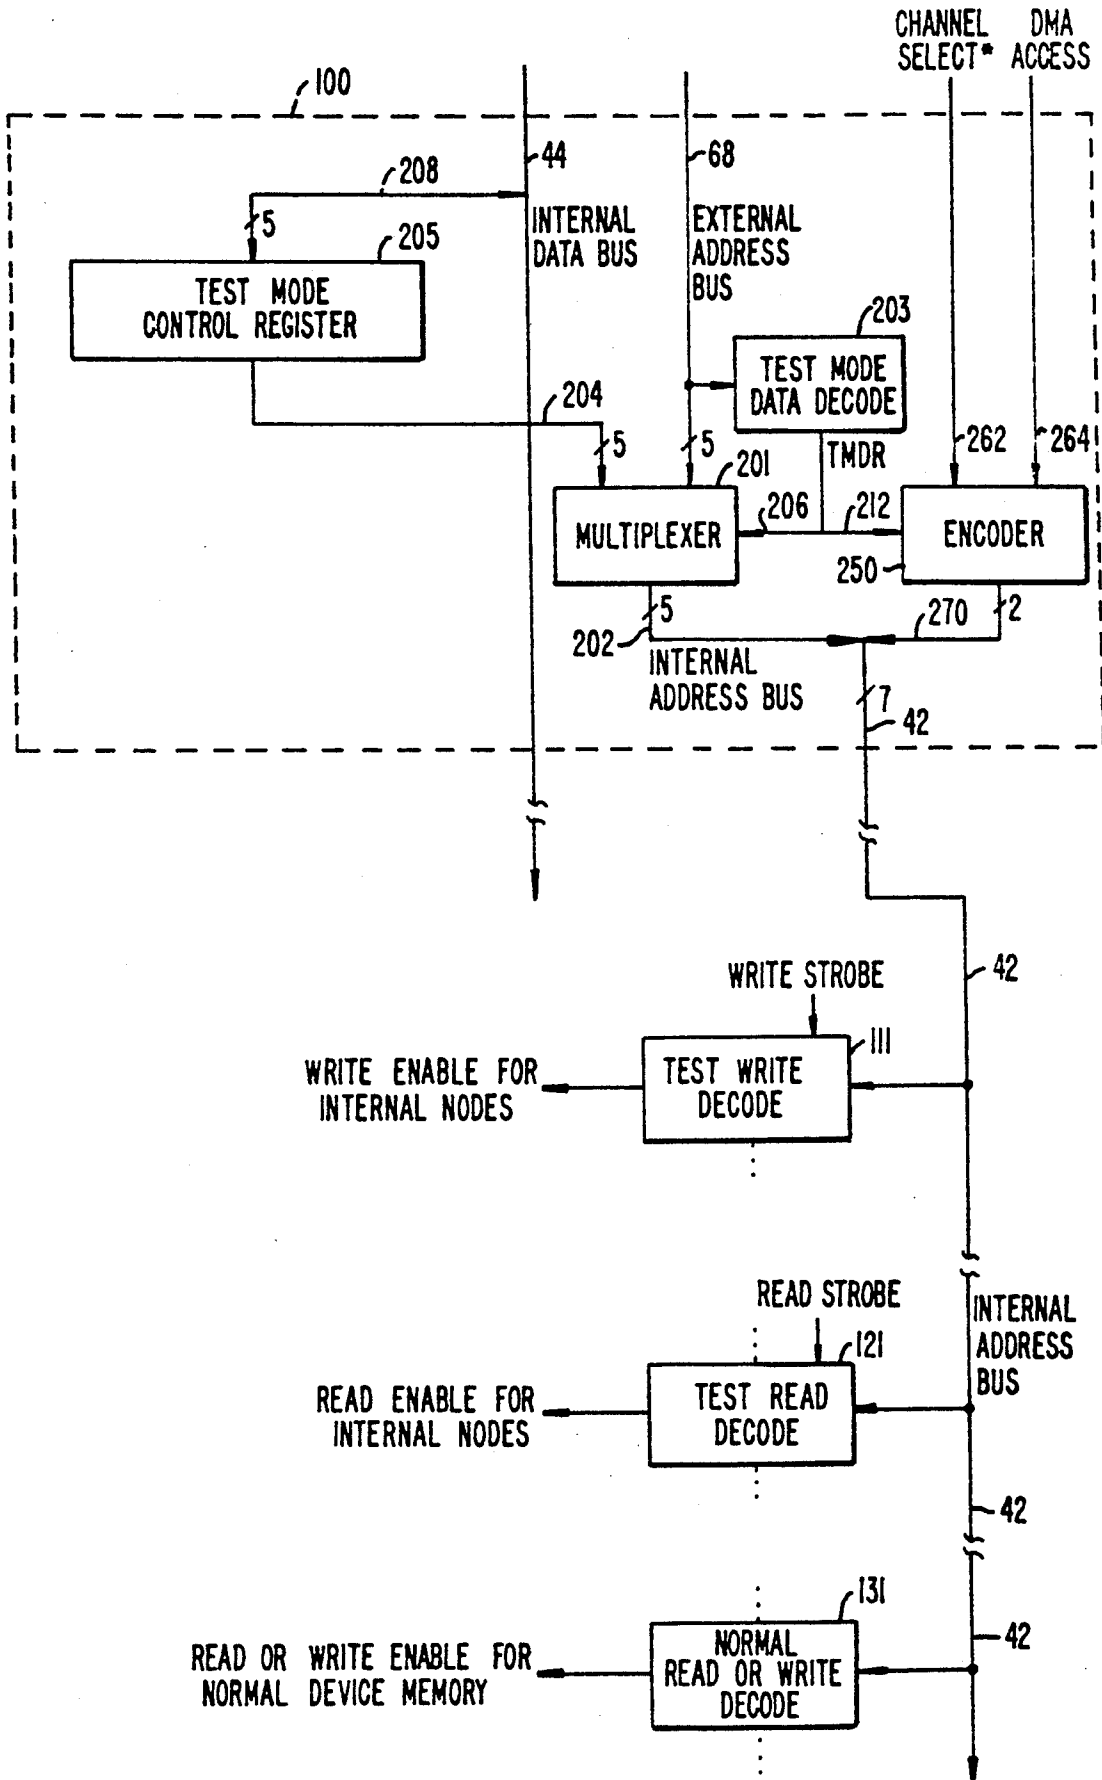 CHANNEL SELECT*
DMA ACCESS
100
44
68
208
5
205
INTERNAL
DATA BUS
EXTERNAL
ADDRESS
BUS
TEST MODE
CONTROL REGISTER
203
TEST MODE
DATA DECODE
204
262
264
5
5
201
TMDR
206
212
MULTIPLEXER
ENCODER
250
5
202
270
2
INTERNAL
ADDRESS BUS
7
42
42
WRITE STROBE
111
WRITE ENABLE FOR
INTERNAL NODES
TEST WRITE
DECODE
READ STROBE
INTERNAL
ADDRESS
BUS
121
READ ENABLE FOR
INTERNAL NODES
TEST READ
DECODE
42
131
42
READ OR WRITE ENABLE FOR
NORMAL DEVICE MEMORY
NORMAL
READ OR WRITE
DECODE